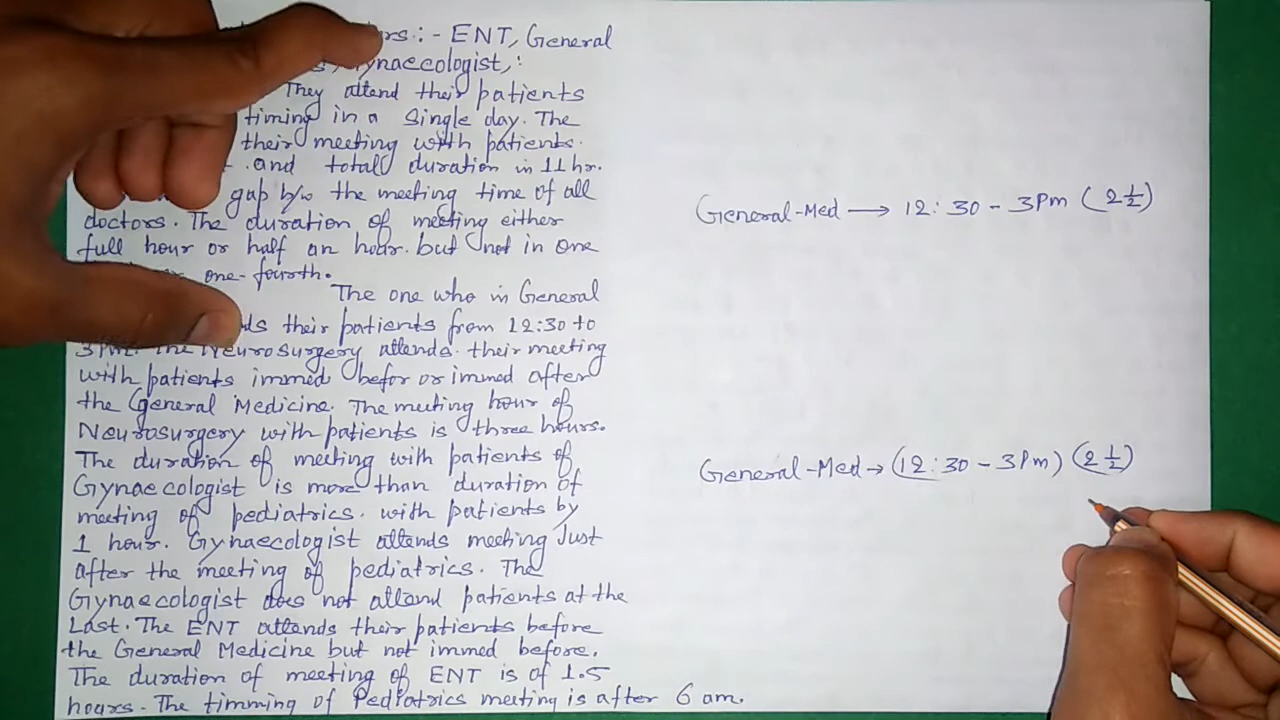 :- ENT, General
Gynaecologist,:
They attend their patients
timing in a single day. The
their meeting with patients.
and total duration in 11 hr.
gap b/w the meeting time of all
doctors. The duration of meeting either
full hour or half an hour. but not in one
one-fourth.
The one who in General
their patients from 12:30 to
3 Pm. The Neurosurgery attends their meeting
with patients immed befor or immed after
the General Medicine. The meeting hour of
Neurosurgery with patients is three hours.
The duration of meeting with patients of
Gynaecologist is more than duration of
meeting of pediatrics. with patients by
1 hour. Gynaecologist attends meeting Just
after the meeting of pediatrics. The
Gynaecologist does not attend patients at the
Last. The ENT attends their patients before
the General Medicine but not immed before.
The duration of meeting of ENT is of 1.5
hours. The timming of Pediatrics meeting is after 6 am.
General-Med → 12:30 - 3Pm (2 1/2)
General-Med → (12:30 - 3Pm) (2 1/2)